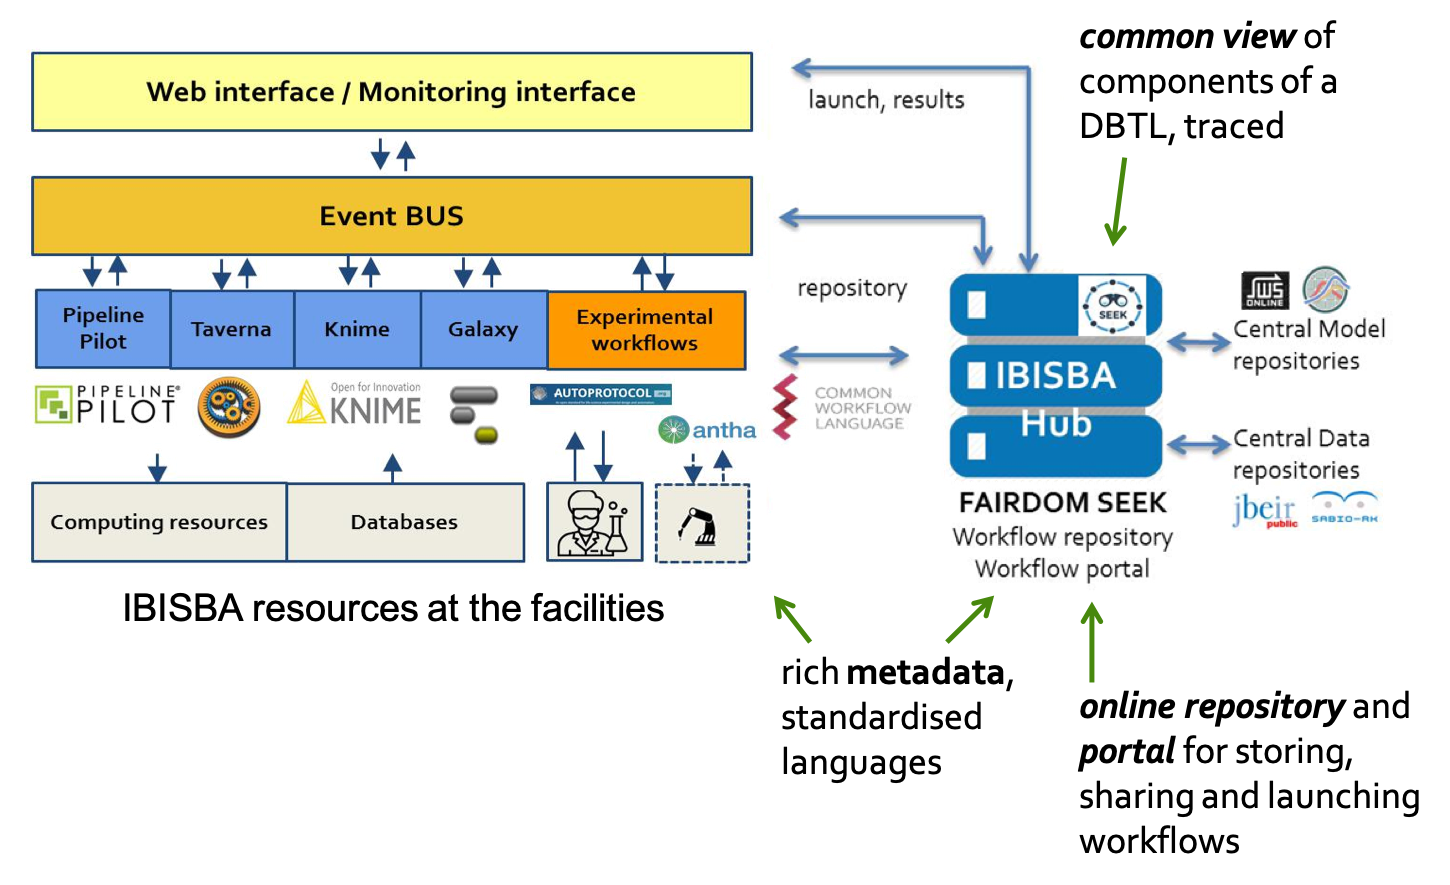 common view of
components of a
DBTL, traced
Web interface / Monitoring interface
launch, results
Event BUS
repository
Pipeline
Pilot
Taverna
Knime
Galaxy
Experimental
workflows
PIPELINE®
PILOT
Open for Innovation
KNIME
AUTOPROTOCOL
antha
COMMON
WORKFLOW
LANGUAGE
SEEK
IBISBA
Hub
JWS
ONLINE
Central Model
repositories
Central Data
repositories
jbeir
public
SABIO-RK
Computing resources
Databases
FAIRDOM SEEK
Workflow repository
Workflow portal
IBISBA resources at the facilities
rich metadata,
standardised
languages
online repository and
portal for storing,
sharing and launching
workflows